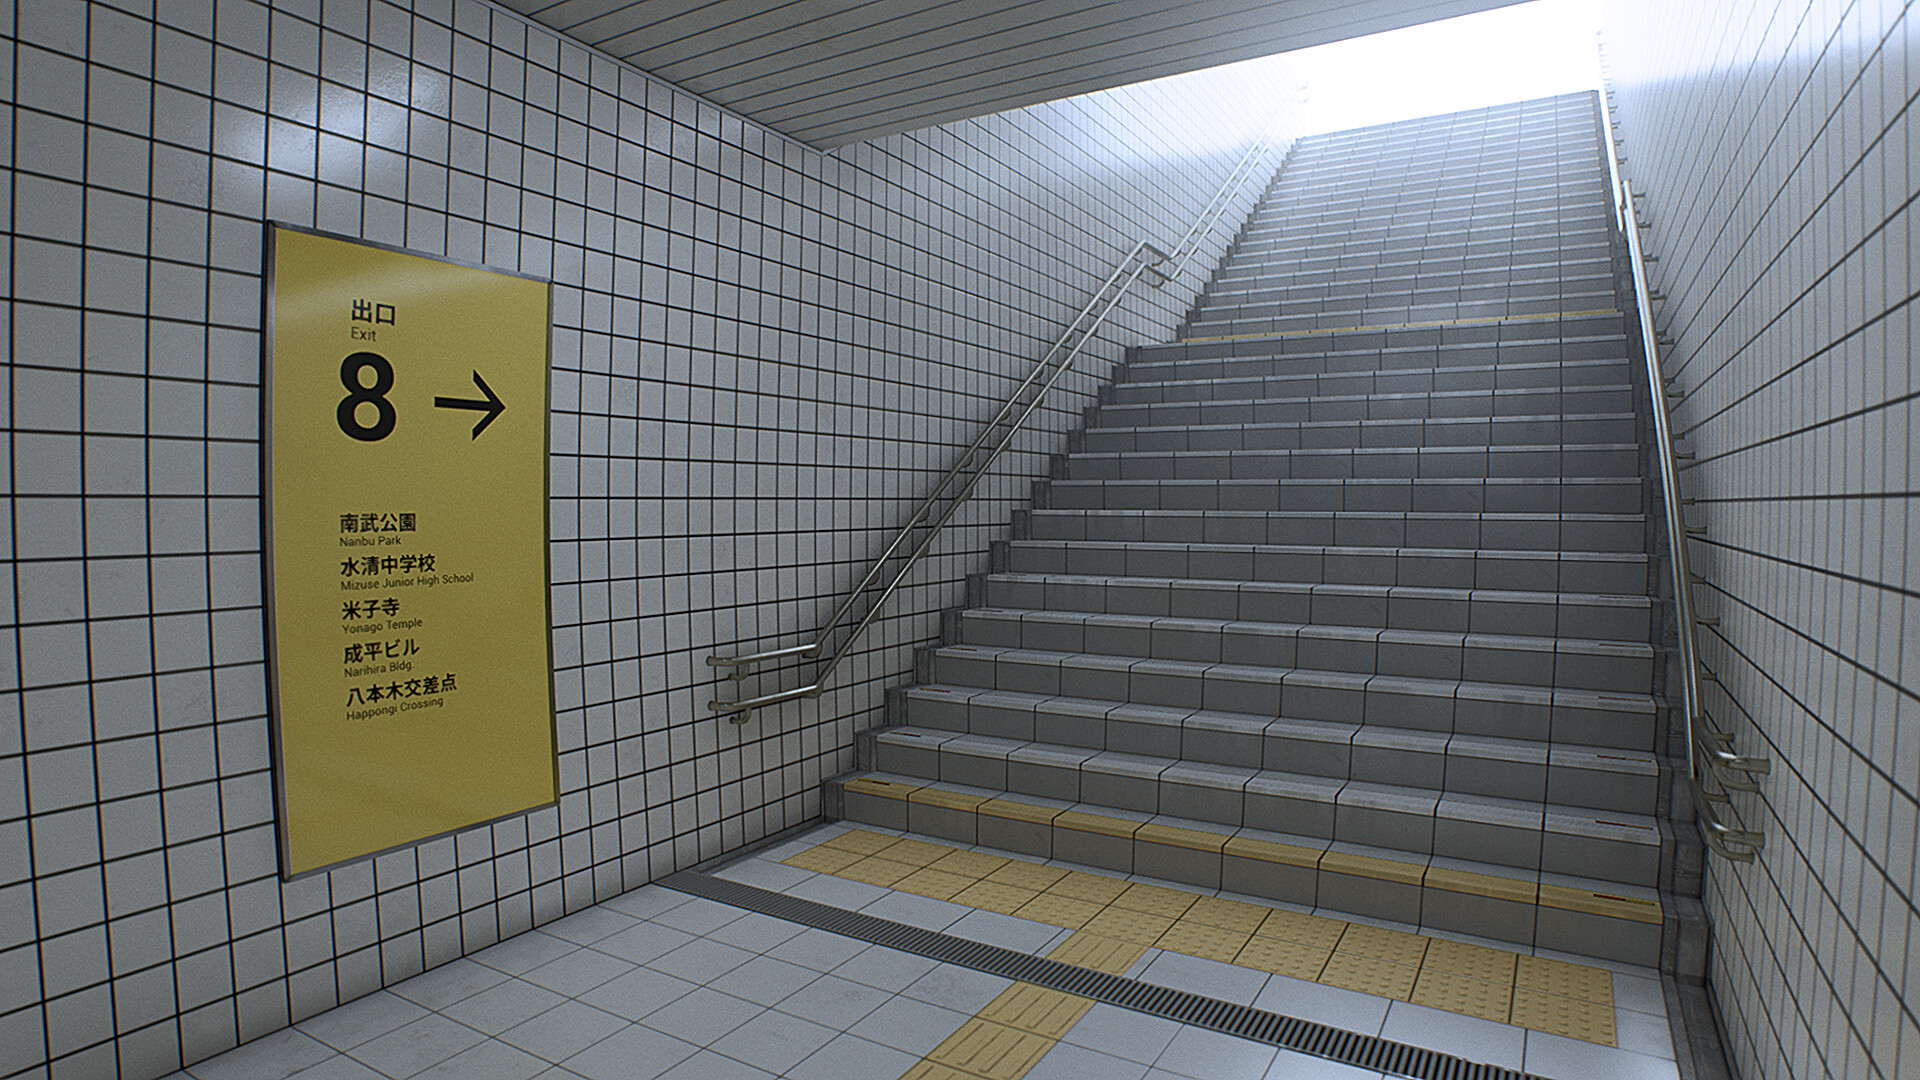 出口
Exit
8 →
南武公園
Nanbu Park
水清中学校
Mizuse Junior High School
米子寺
Yonago Temple
成平ビル
Narihira Bldg.
八本木交差点
Happongi Crossing